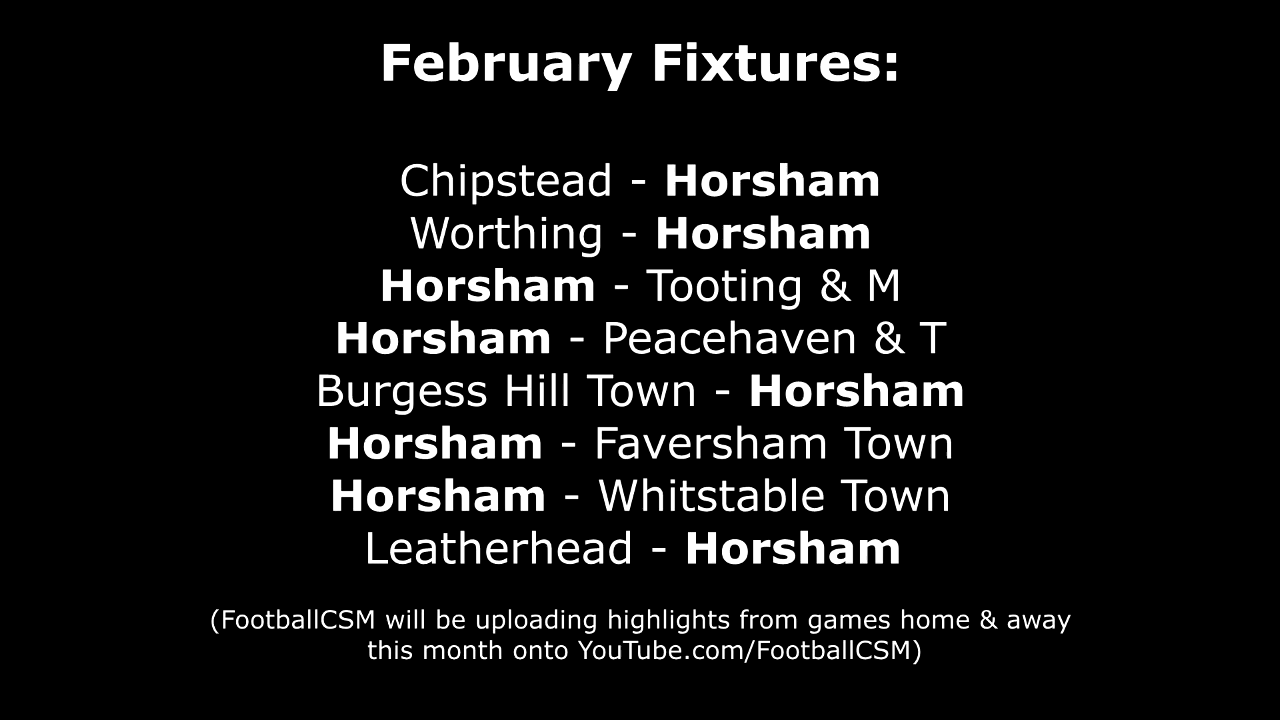 February Fixtures:
Chipstead - Horsham
Worthing - Horsham
Horsham - Tooting & M
Horsham - Peacehaven & T
Burgess Hill Town - Horsham
Horsham - Faversham Town
Horsham - Whitstable Town
Leatherhead - Horsham
(FootballCSM will be uploading highlights from games home & away
this month onto YouTube.com/FootballCSM)